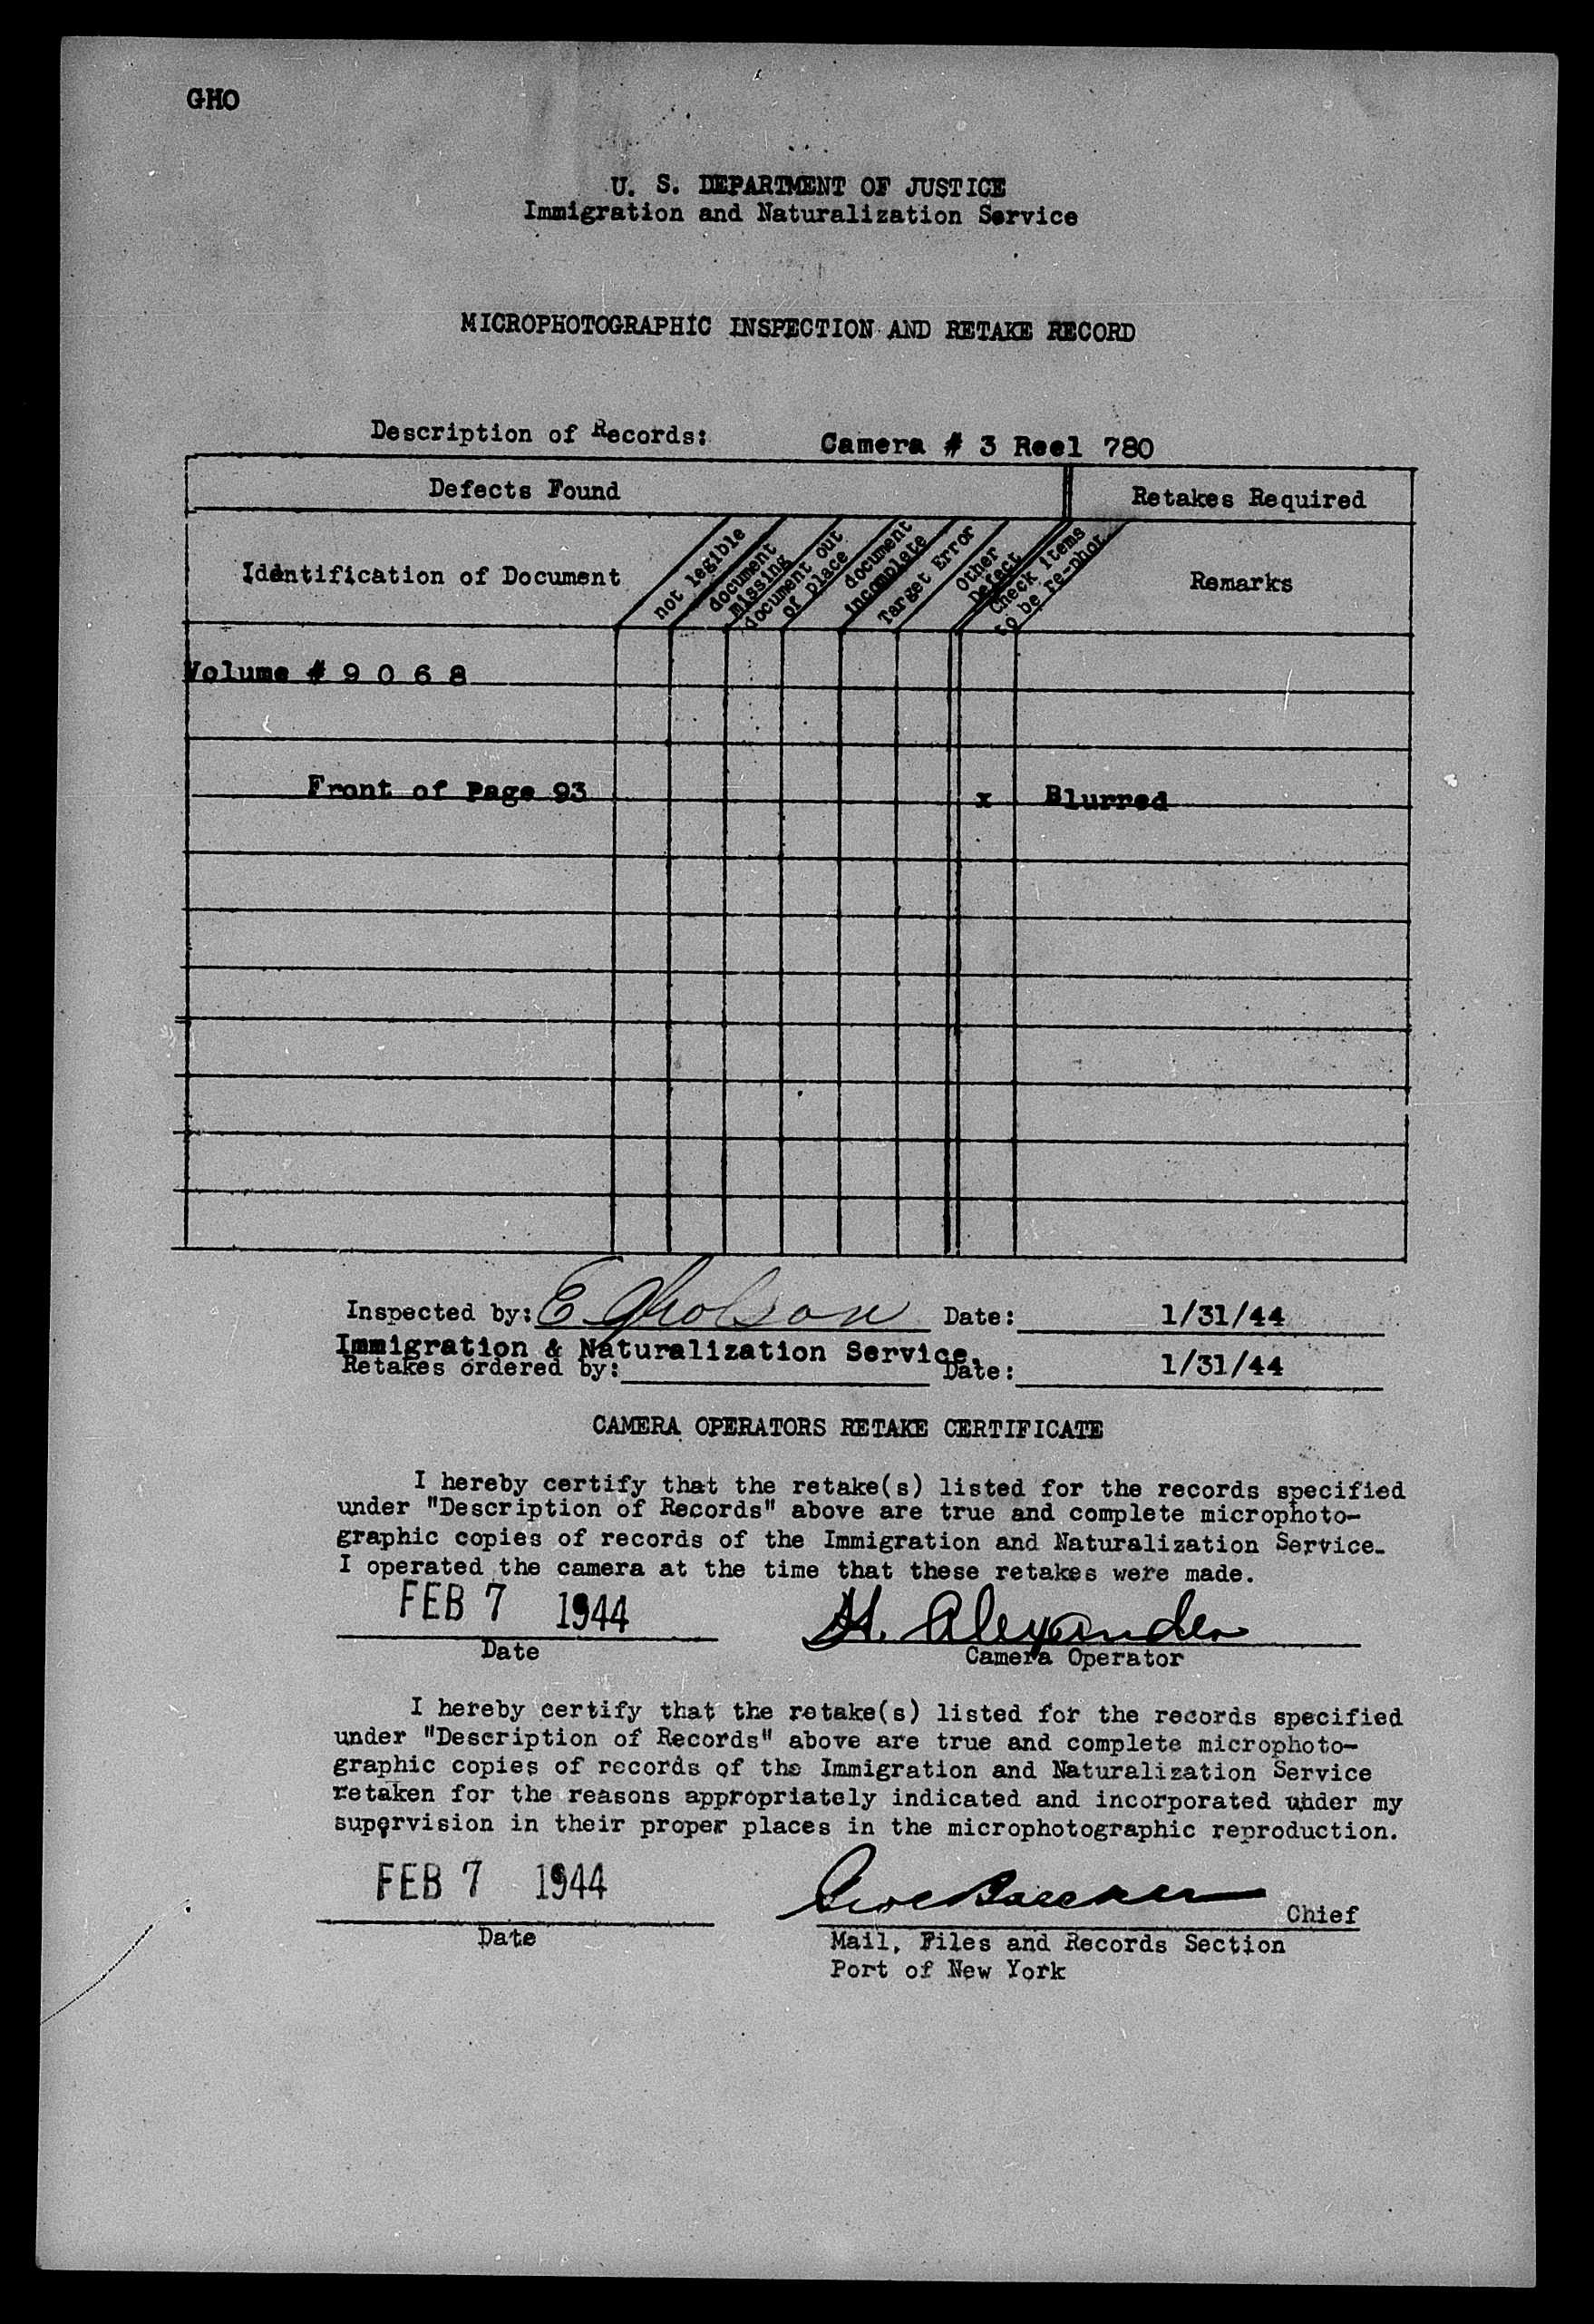 GHO
U. S. DEPARTMENT OF JUSTICE
Immigration and Naturalization Service
MICROPHOTOGRAPHIC INSPECTION AND RETAKE RECORD
Description of Records: Camera # 3 Reel 780
Defects Found Retakes Required
Identification of Document
not legible
document
missing
document out
of place
document
incomplete
Target Error
Other
Defect
Check items
to be re-phot.
Remarks
Volume # 9 0 6 8
Front of Page 93 x Blurred
Inspected by: E Gholson Date: 1/31/44
Immigration & Naturalization Service.
Retakes ordered by: Date: 1/31/44
CAMERA OPERATORS RETAKE CERTIFICATE
I hereby certify that the retake(s) listed for the records specified
under "Description of Records" above are true and complete microphoto-
graphic copies of records of the Immigration and Naturalization Service.
I operated the camera at the time that these retakes were made.
FEB 7 1944 H. Alexander
Date Camera Operator
I hereby certify that the retake(s) listed for the records specified
under "Description of Records" above are true and complete microphoto-
graphic copies of records of the Immigration and Naturalization Service
retaken for the reasons appropriately indicated and incorporated under my
supervision in their proper places in the microphotographic reproduction.
FEB 7 1944 Chief
Date Mail, Files and Records Section
Port of New York